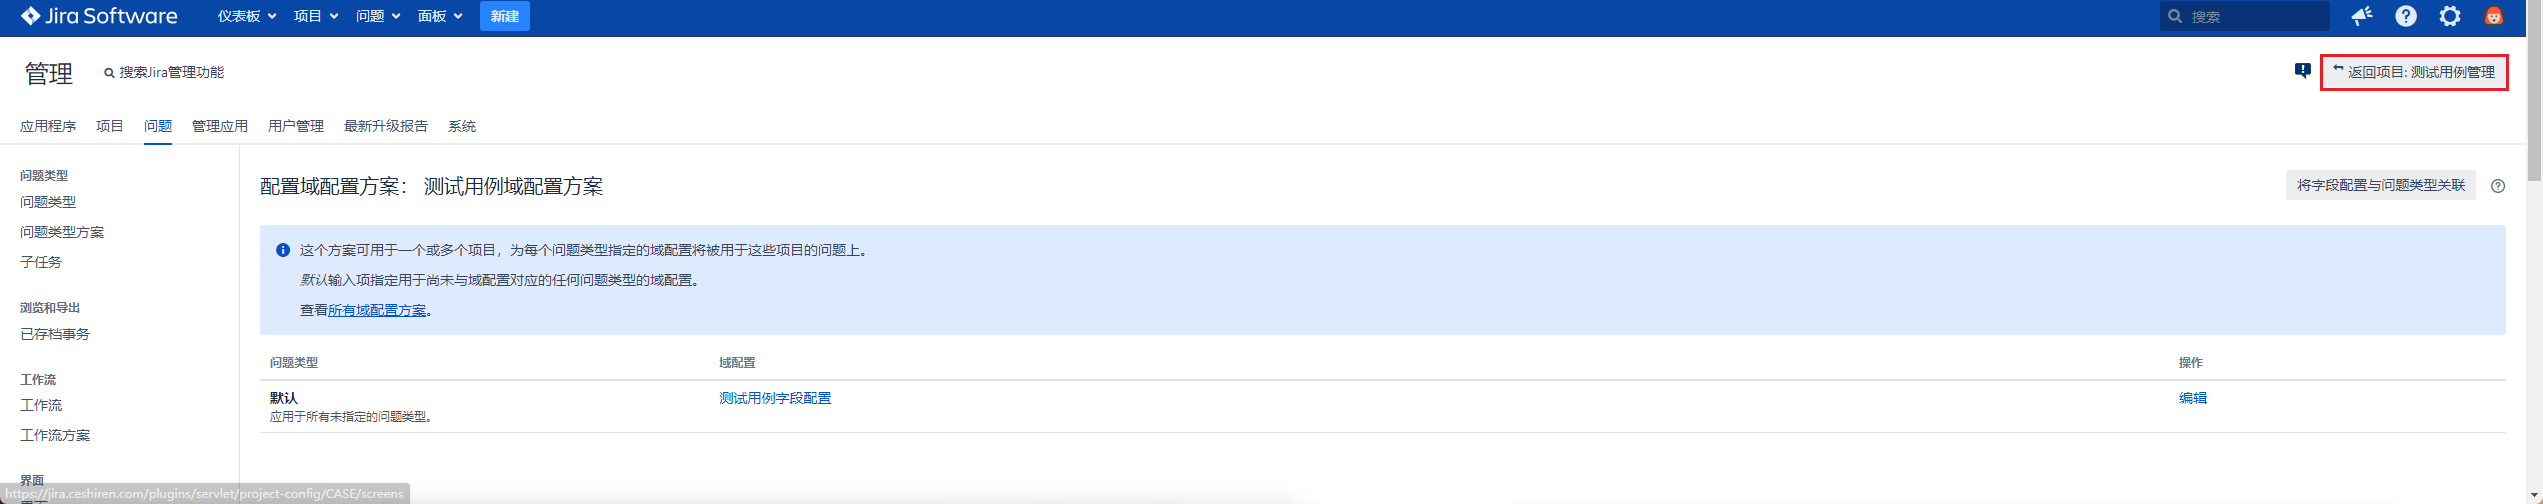 Jira Software 仪表板 项目 问题 面板 新建 搜索
管理 搜索Jira管理功能 返回项目: 测试用例管理
应用程序 项目 问题 管理应用 用户管理 最新升级报告 系统
问题类型
问题类型
问题类型方案
子任务
浏览和导出
已存档事务
工作流
工作流
工作流方案
界面
配置域配置方案： 测试用例域配置方案 将字段配置与问题类型关联
这个方案可用于一个或多个项目，为每个问题类型指定的域配置将被用于这些项目的问题上。
默认输入项指定用于尚未与域配置对应的任何问题类型的域配置。
查看所有域配置方案。
问题类型 域配置 操作
默认 测试用例字段配置 编辑
应用于所有未指定的问题类型。
https://jira.ceshiren.com/plugins/servlet/project-config/CASE/screens